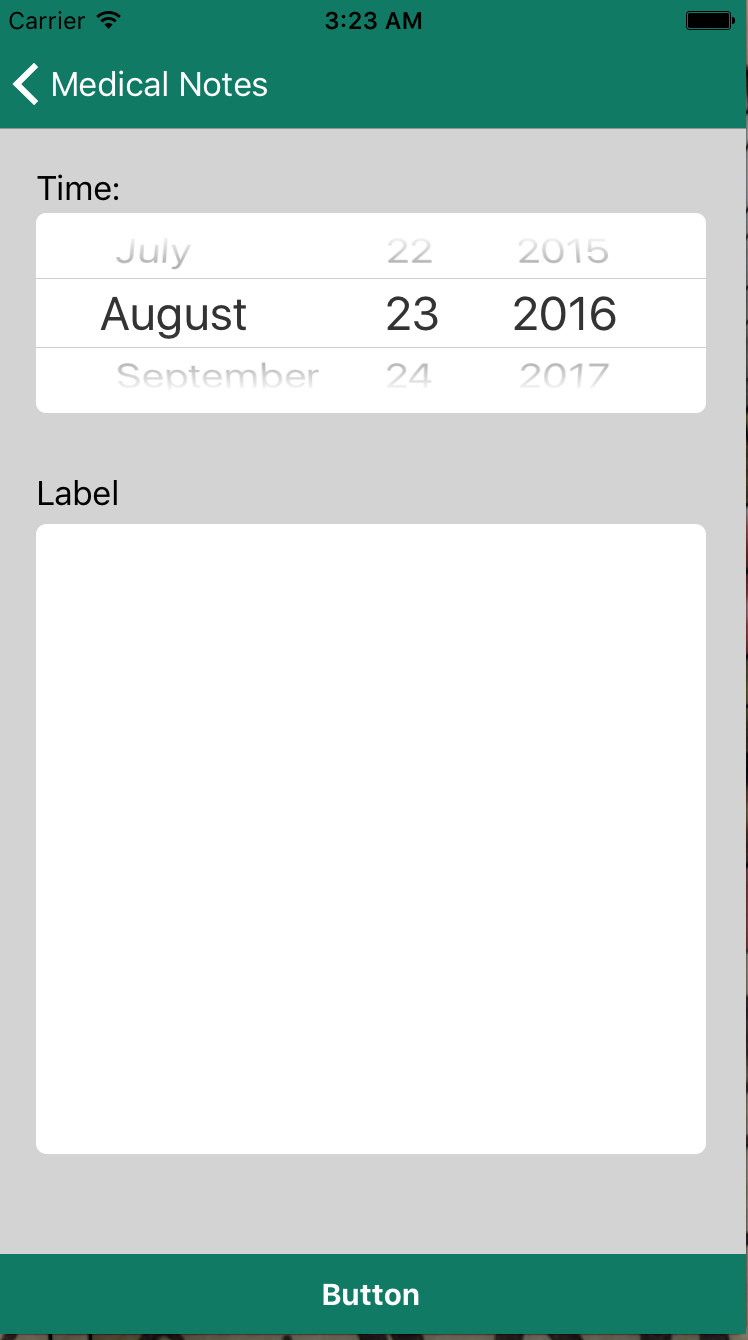 Carrier 3:23 AM
Medical Notes
Time:
July 22 2015
August 23 2016
September 24 2017
Label
Button